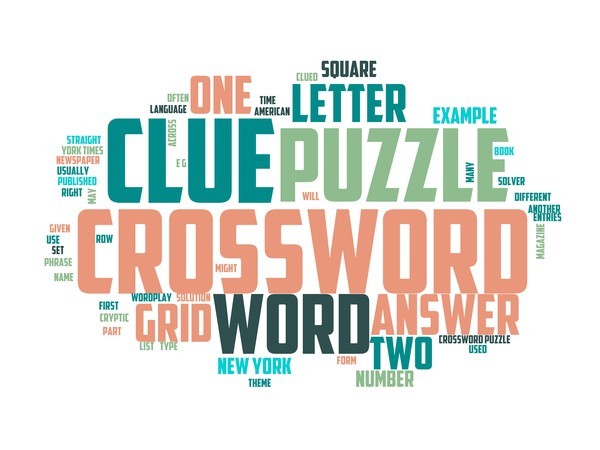 SQUARE
CLUED
ONE
OFTEN
TIME
LANGUAGE
AMERICAN
LETTER
EXAMPLE
CLUE
PUZZLE
ACROSS
STRAIGHT
YORK TIMES
NEWSPAPER
USUALLY
PUBLISHED
RIGHT
MAY
E G
WILL
MANY
BOOK
SOLVER
DIFFERENT
ANOTHER
ENTRIES
MAGAZINE
CROSSWORD
GIVEN
USE
SET
ROW
PHRASE
NAME
MIGHT
FIRST
WORDPLAY
SOLUTION
CRYPTIC
PART
GRID
WORD
ANSWER
LIST
TYPE
TWO
CROSSWORD PUZZLE
USED
NEW YORK
FORM
THEME
NUMBER